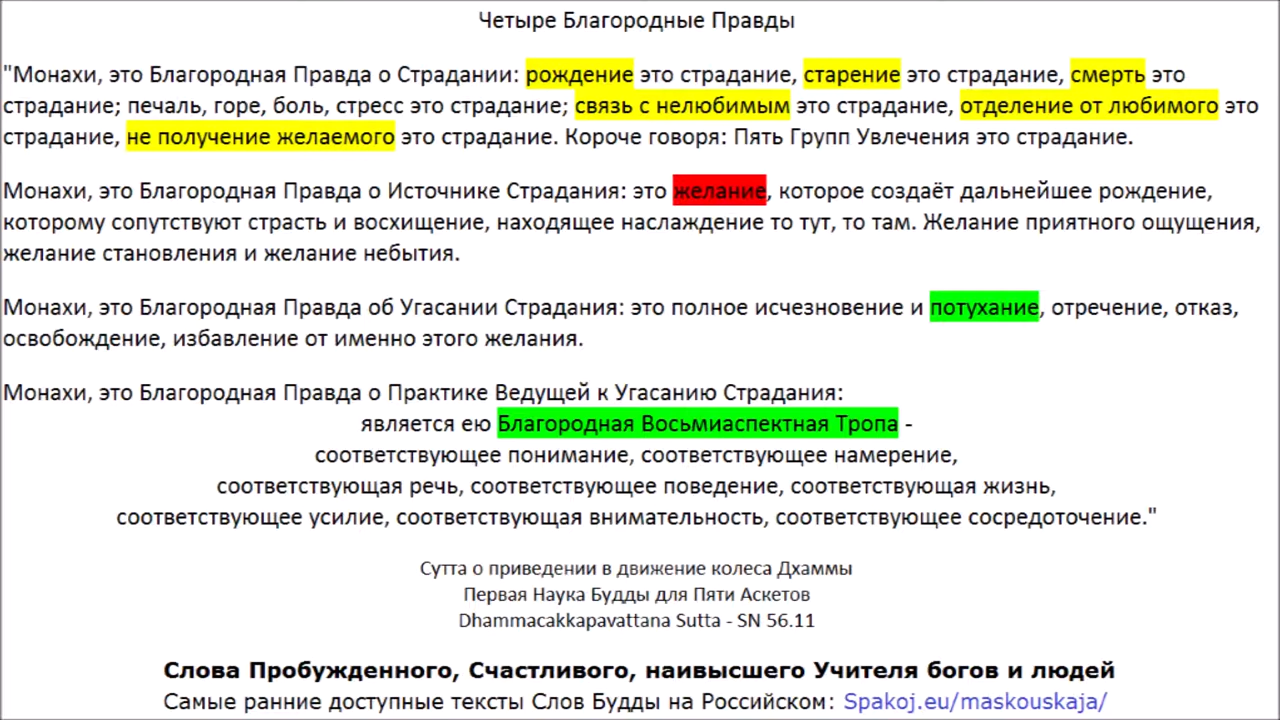 Четыре Благородные Правды
"Монахи, это Благородная Правда о Страдании: рождение это страдание, старение это страдание, смерть это
страдание; печаль, горе, боль, стресс это страдание; связь с нелюбимым это страдание, отделение от любимого это
страдание, не получение желаемого это страдание. Короче говоря: Пять Групп Увлечения это страдание.
Монахи, это Благородная Правда о Источнике Страдания: это желание, которое создаёт дальнейшее рождение,
которому сопутствуют страсть и восхищение, находящее наслаждение то тут, то там. Желание приятного ощущения,
желание становления и желание небытия.
Монахи, это Благородная Правда об Угасании Страдания: это полное исчезновение и потухание, отречение, отказ,
освобождение, избавление от именно этого желания.
Монахи, это Благородная Правда о Практике Ведущей к Угасанию Страдания:
является ею Благородная Восьмиаспектная Тропа -
соответствующее понимание, соответствующее намерение,
соответствующая речь, соответствующее поведение, соответствующая жизнь,
соответствующее усилие, соответствующая внимательность, соответствующее сосредоточение."
Сутта о приведении в движение колеса Дхаммы
Первая Наука Будды для Пяти Аскетов
Dhammacakkapavattana Sutta - SN 56.11
Слова Пробужденного, Счастливого, наивысшего Учителя богов и людей
Самые ранние доступные тексты Слов Будды на Российском: Spakoj.eu/maskouskaja/